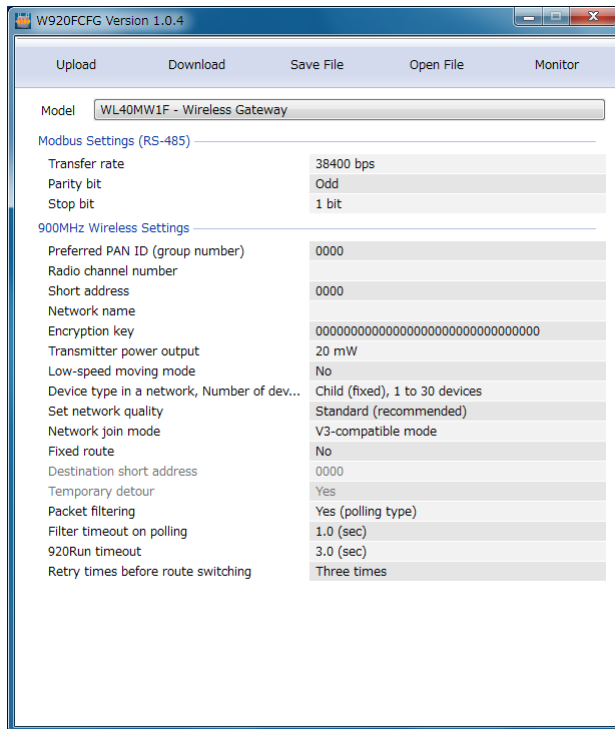 W920FCFG Version 1.0.4
Upload Download Save File Open File Monitor
Model WL40MW1F - Wireless Gateway
Modbus Settings (RS-485)
Transfer rate 38400 bps
Parity bit Odd
Stop bit 1 bit
900MHz Wireless Settings
Preferred PAN ID (group number) 0000
Radio channel number
Short address 0000
Network name
Encryption key 00000000000000000000000000000000
Transmitter power output 20 mW
Low-speed moving mode No
Device type in a network, Number of dev... Child (fixed), 1 to 30 devices
Set network quality Standard (recommended)
Network join mode V3-compatible mode
Fixed route No
Destination short address 0000
Temporary detour Yes
Packet filtering Yes (polling type)
Filter timeout on polling 1.0 (sec)
920Run timeout 3.0 (sec)
Retry times before route switching Three times